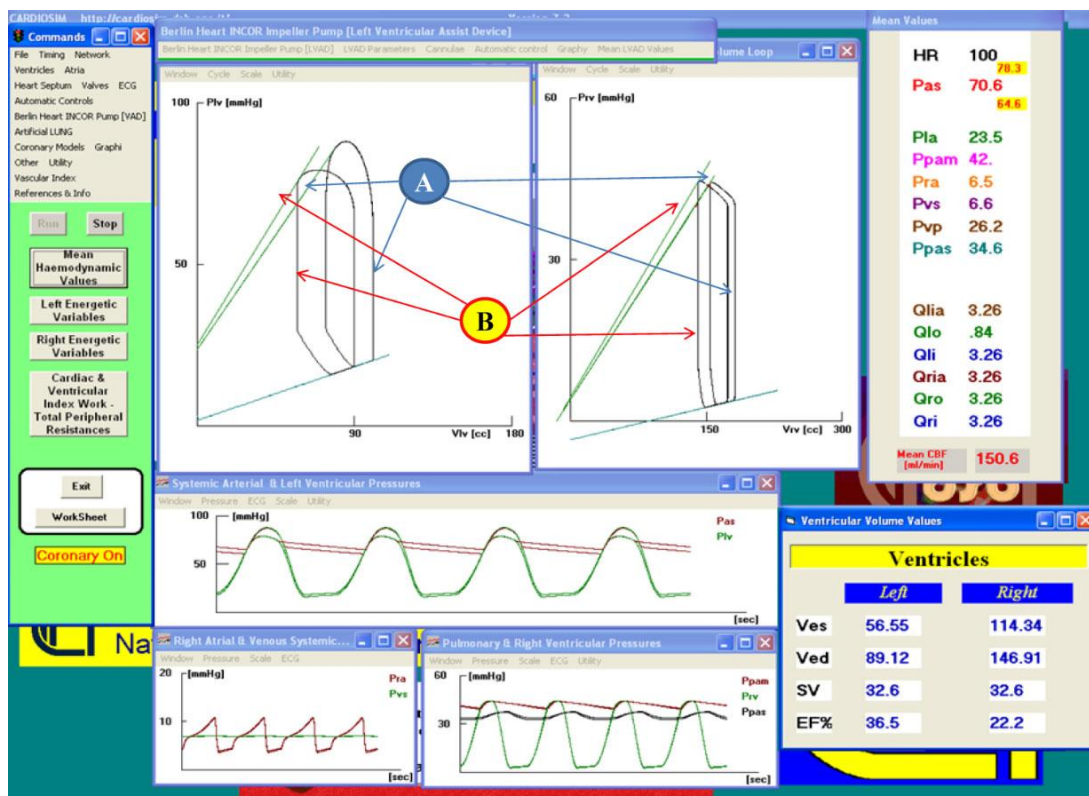 CARDIOSIM
Commands
File Timing Network
Ventricles Atria
Heart Septum Valves ECG
Automatic Controls
Berlin Heart INCOR Pump [VAD]
Artificial LUNG
Coronary Models Graphi
Other Utility
Vascular Index
References & Info
Run Stop
Mean
Haemodynamic
Values
Left Energetic
Variables
Right Energetic
Variables
Cardiac &
Ventricular
Index Work -
Total Peripheral
Resistances
Exit
WorkSheet
Coronary On
Berlin Heart INCOR Impeller Pump [Left Ventricular Assist Device]
Berlin Heart INCOR Impeller Pump [LVAD] LVAD Parameters Cannulae Automatic control Graphy Mean LVAD Values
Window Cycle Scale Utility
100 Plv [mmHg]
50
90
Vlv [cc] 180
A
B
olume Loop
Window Cycle Scale Utility
60 Prv [mmHg]
30
150
Vrv [cc] 300
Mean Values
HR 100
78.3
Pas 70.6
64.6
Pla 23.5
Ppam 42.
Pra 6.5
Pvs 6.6
Pvp 26.2
Ppas 34.6
Qlia 3.26
Qlo .84
Qli 3.26
Qria 3.26
Qro 3.26
Qri 3.26
Mean CBF
[ml/min] 150.6
Systemic Arterial & Left Ventricular Pressures
Window Pressure ECG Scale Utility
100 [mmHg]
50
Pas
Plv
[sec]
Ventricular Volume Values
Ventricles
Left Right
Ves 56.55 114.34
Ved 89.12 146.91
SV 32.6 32.6
EF% 36.5 22.2
Na
Right Atrial & Venous Systemic...
Window Pressure Scale ECG
20 [mmHg]
10
Pra
Pvs
[sec]
Pulmonary & Right Ventricular Pressures
Window Pressure Scale ECG Utility
60 [mmHg]
30
Ppam
Prv
Ppas
[sec]